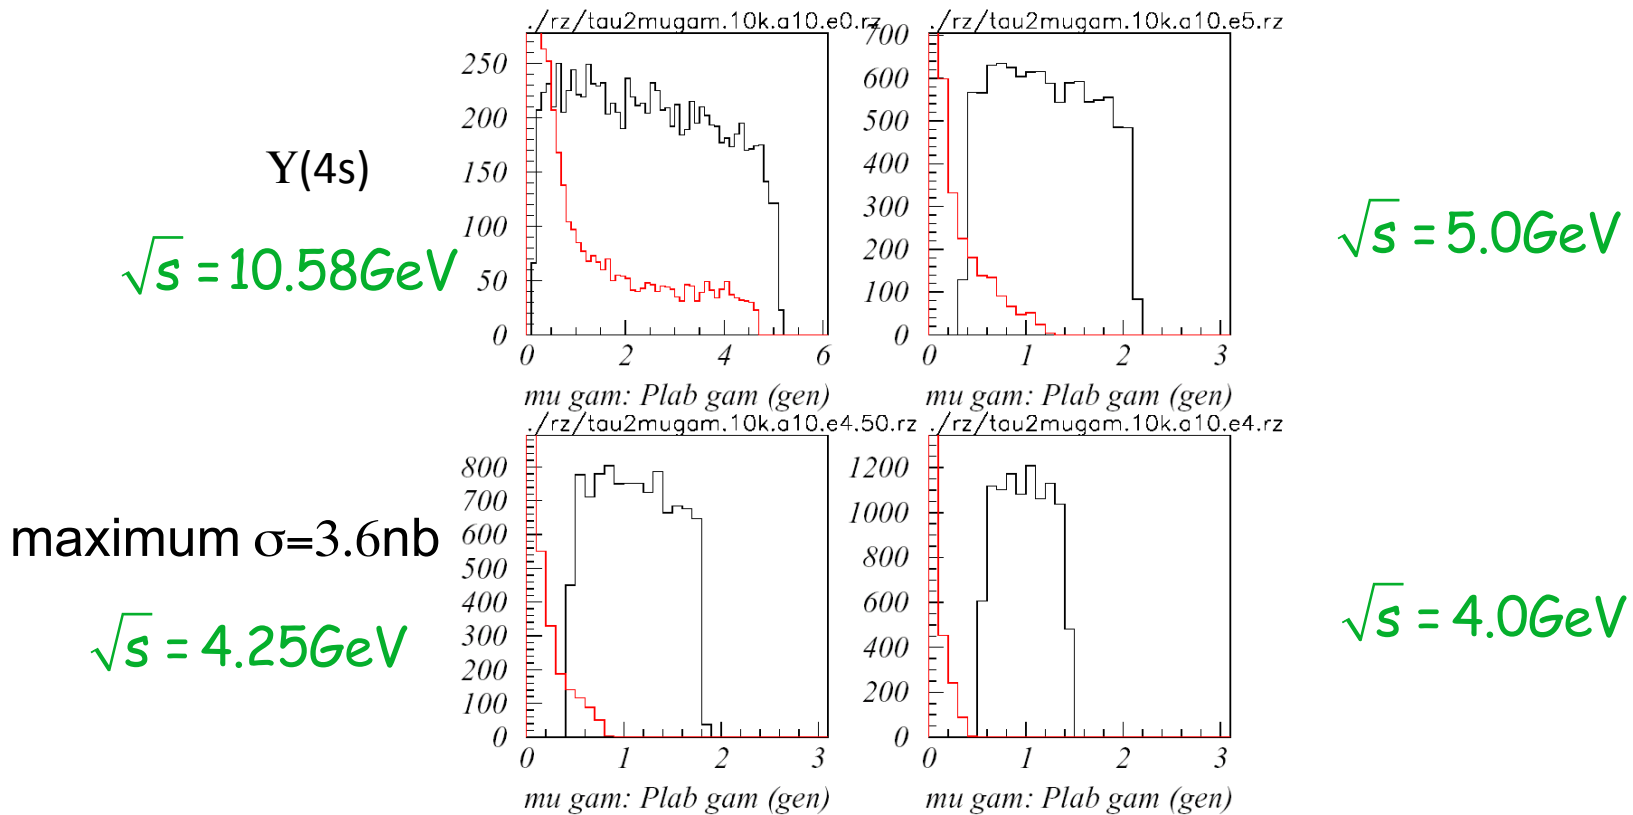 ./rz/tau2mugam.10k.a10.e0.rz
250
200
150
100
50
0
0 2 4 6
mu gam: Plab gam (gen)
./rz/tau2mugam.10k.a10.e5.rz
700
600
500
400
300
200
100
0
0 1 2 3
mu gam: Plab gam (gen)
Υ(4s)
√s = 10.58GeV
√s = 5.0GeV
./rz/tau2mugam.10k.a10.e4.50.rz
800
700
600
500
400
300
200
100
0
0 1 2 3
mu gam: Plab gam (gen)
./rz/tau2mugam.10k.a10.e4.rz
1200
1000
800
600
400
200
0
0 1 2 3
mu gam: Plab gam (gen)
maximum σ=3.6nb
√s = 4.25GeV
√s = 4.0GeV